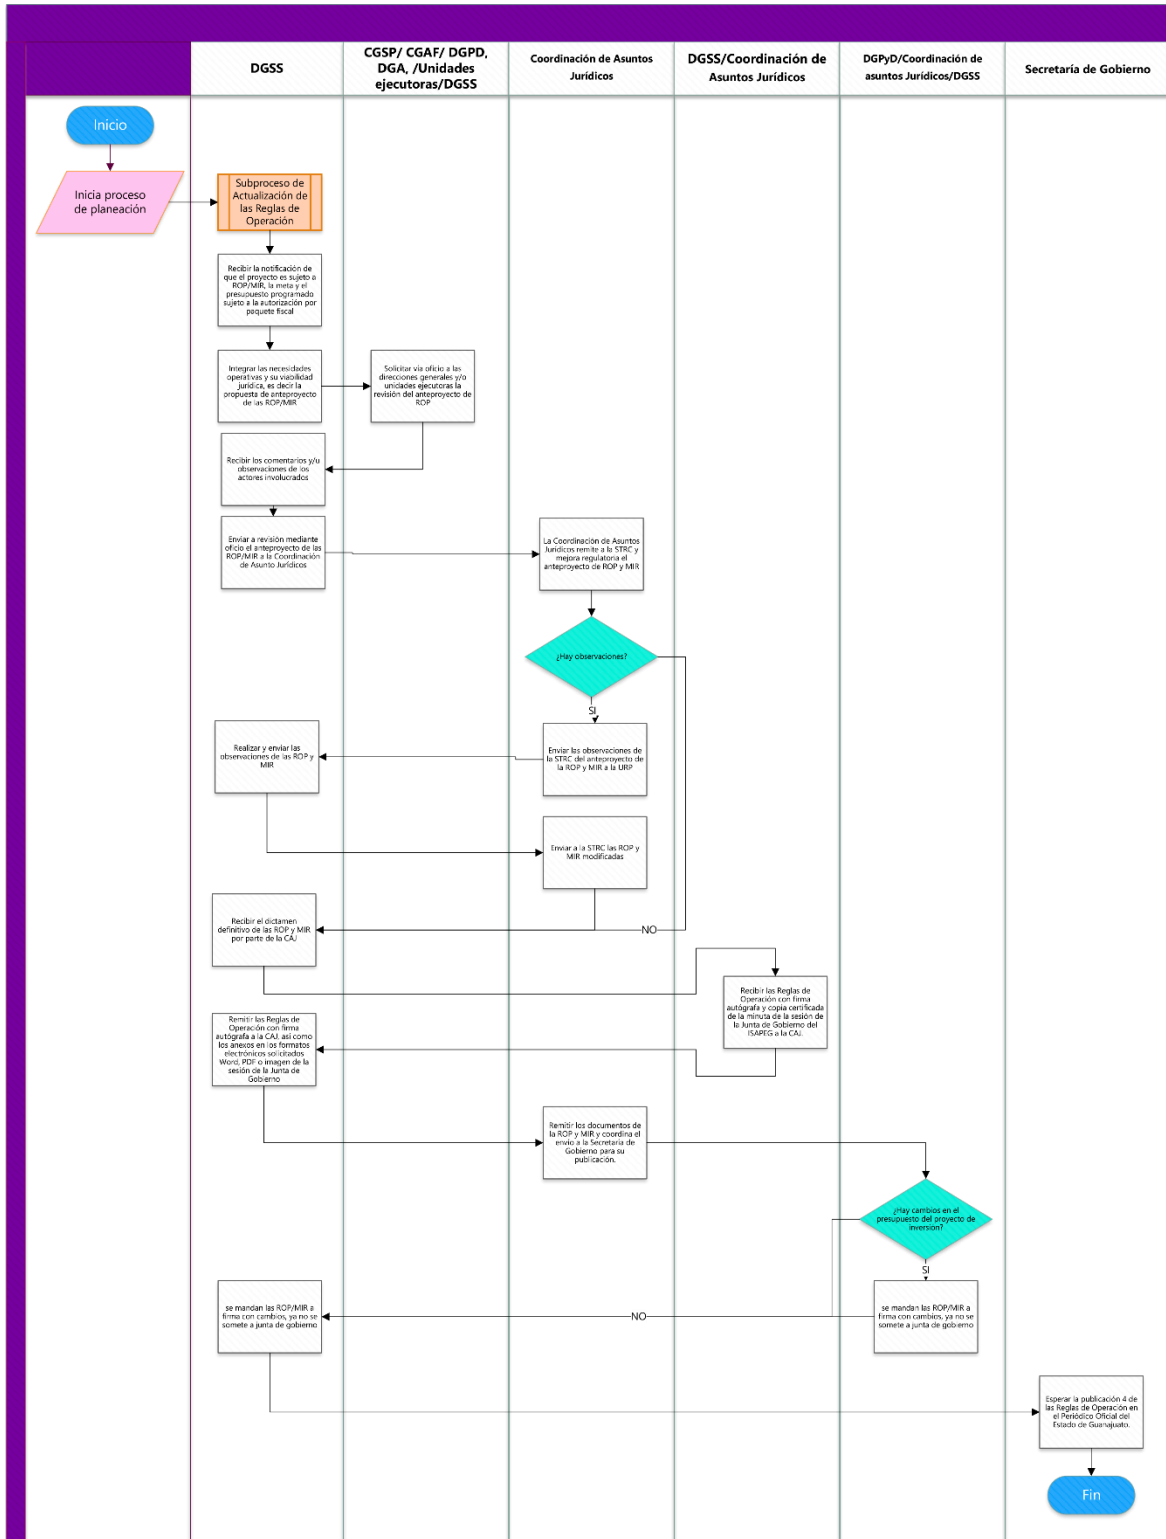 DGSS
CGSP/ CGAF/ DGPD,
DGA, /Unidades
ejecutoras/DGSS
Coordinación de Asuntos
Jurídicos
DGSS/Coordinación de
Asuntos Jurídicos
DGPyD/Coordinación de
asuntos Jurídicos/DGSS
Secretaría de Gobierno
Inicio
Inicia proceso
de planeación
Subproceso de
Actualización de
las Reglas de
Operación
Recibir la notificación de
que el proyecto es sujeto a
ROP/MIR, la meta y el
presupuesto programado
sujeto a la autorización por
paquete fiscal
Integrar las necesidades
operativas y su viabilidad
jurídica, es decir la
propuesta de anteproyecto
de las ROP/MIR
Solicitar vía oficio a las
direcciones generales y/o
unidades ejecutoras la
revisión del anteproyecto de
ROP
Recibir los comentarios y/u
observaciones de los
actores involucrados
Enviar a revisión mediante
oficio el anteproyecto de las
ROP/MIR a la Coordinación
de Asunto Jurídicos
La Coordinación de Asuntos
Jurídicos remite a la STRC y
mejora regulatoria el
anteproyecto de ROP y MIR
¿Hay observaciones?
SI
Realizar y enviar las
observaciones de las ROP y
MIR
Enviar las observaciones de
la STRC del anteproyecto de
la ROP y MIR a la URP
Enviar a la STRC las ROP y
MIR modificadas
Recibir el dictamen
definitivo de las ROP y MIR
por parte de la CAJ
NO
Recibir las Reglas de
Operación con firma
autógrafa y copia certificada
de la minuta de la sesión de
la Junta de Gobierno del
ISAPEG a la CAJ.
Remitir las Reglas de
Operación con firma
autógrafa a la CAJ, así como
los anexos en los formatos
electrónicos solicitados
Word, PDF o imagen de la
sesión de la Junta de
Gobierno
Remitir los documentos de
la ROP y MIR y coordina el
envío a la Secretaría de
Gobierno para su
publicación.
¿Hay cambios en el
presupuesto del proyecto de
inversión?
SI
se mandan las ROP/MIR a
firma con cambios, ya no se
somete a junta de gobierno
NO
se mandan las ROP/MIR a
firma con cambios, ya no se
somete a junta de gobierno
Esperar la publicación 4 de
las Reglas de Operación en
el Periódico Oficial del
Estado de Guanajuato.
Fin